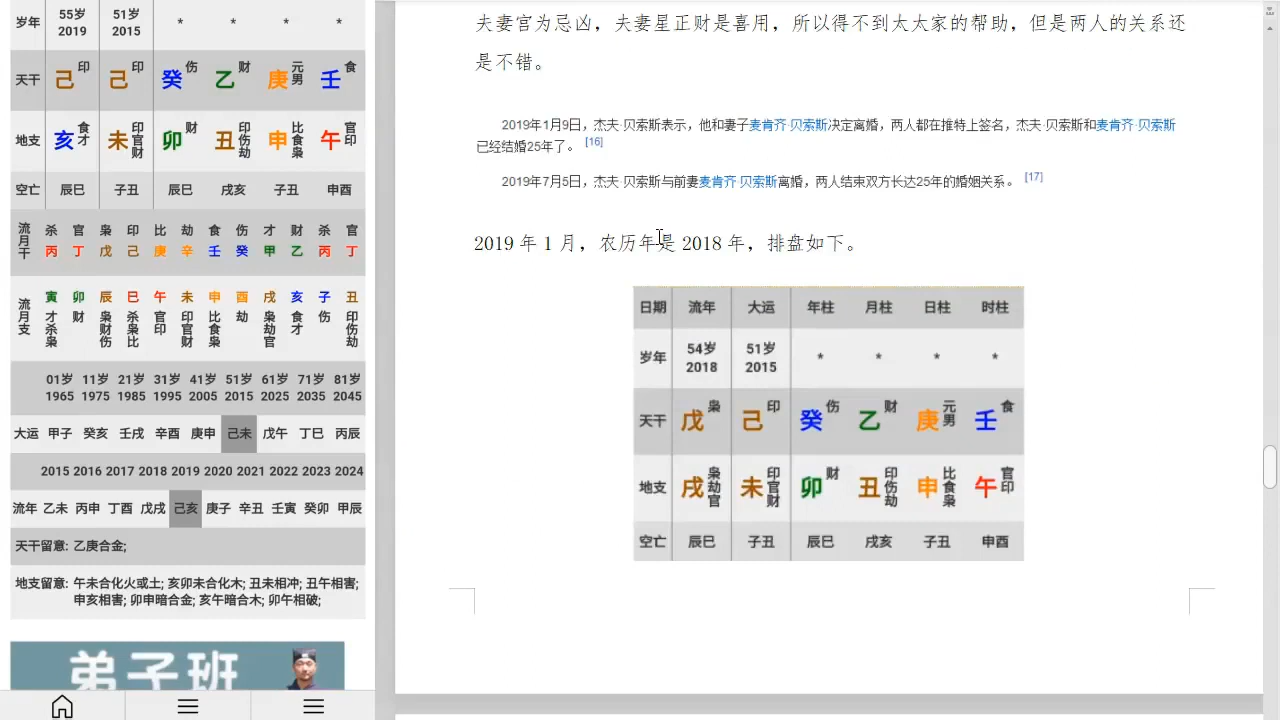 岁年 55岁 2019 51岁 2015 * * * *
天干 己 印 己 印 癸 伤 乙 财 庚 元男 壬 食
地支 亥 食才 未 印官财 卯 财 丑 印伤劫 申 比食枭 午 官印
空亡 辰巳 子丑 辰巳 戌亥 子丑 申酉
流月干 杀 官 枭 印 比 劫 食 伤 才 财 杀 官
丙 丁 戊 己 庚 辛 壬 癸 甲 乙 丙 丁
流月支 寅 卯 辰 巳 午 未 申 酉 戌 亥 子 丑
才杀枭 财 枭财伤 杀枭比 官印 印官财 比食枭 劫 枭劫官 食才 伤 印伤劫
01岁 11岁 21岁 31岁 41岁 51岁 61岁 71岁 81岁
1965 1975 1985 1995 2005 2015 2025 2035 2045
大运 甲子 癸亥 壬戌 辛酉 庚申 己未 戊午 丁巳 丙辰
2015 2016 2017 2018 2019 2020 2021 2022 2023 2024
流年 乙未 丙申 丁酉 戊戌 己亥 庚子 辛丑 壬寅 癸卯 甲辰
天干留意: 乙庚合金;
地支留意: 午未合化火或土; 亥卯未合化木; 丑未相冲; 丑午相害;
申亥相害; 卯申暗合金; 亥午暗合木; 卯午相破;
弟子班
夫妻宫为忌凶，夫妻星正财是喜用，所以得不到太太家的帮助，但是两人的关系还
是不错。
2019年1月9日，杰夫·贝索斯表示，他和妻子麦肯齐·贝索斯决定离婚，两人都在推特上签名，杰夫·贝索斯和麦肯齐·贝索斯
已经结婚25年了。 [16]
2019年7月5日，杰夫·贝索斯与前妻麦肯齐·贝索斯离婚，两人结束双方长达25年的婚姻关系。 [17]
2019 年 1 月，农历年是 2018 年，排盘如下。
日期 流年 大运 年柱 月柱 日柱 时柱
岁年 54岁 2018 51岁 2015 * * * *
天干 戊 枭 己 印 癸 伤 乙 财 庚 元男 壬 食
地支 戌 枭劫官 未 印官财 卯 财 丑 印伤劫 申 比食枭 午 官印
空亡 辰巳 子丑 辰巳 戌亥 子丑 申酉